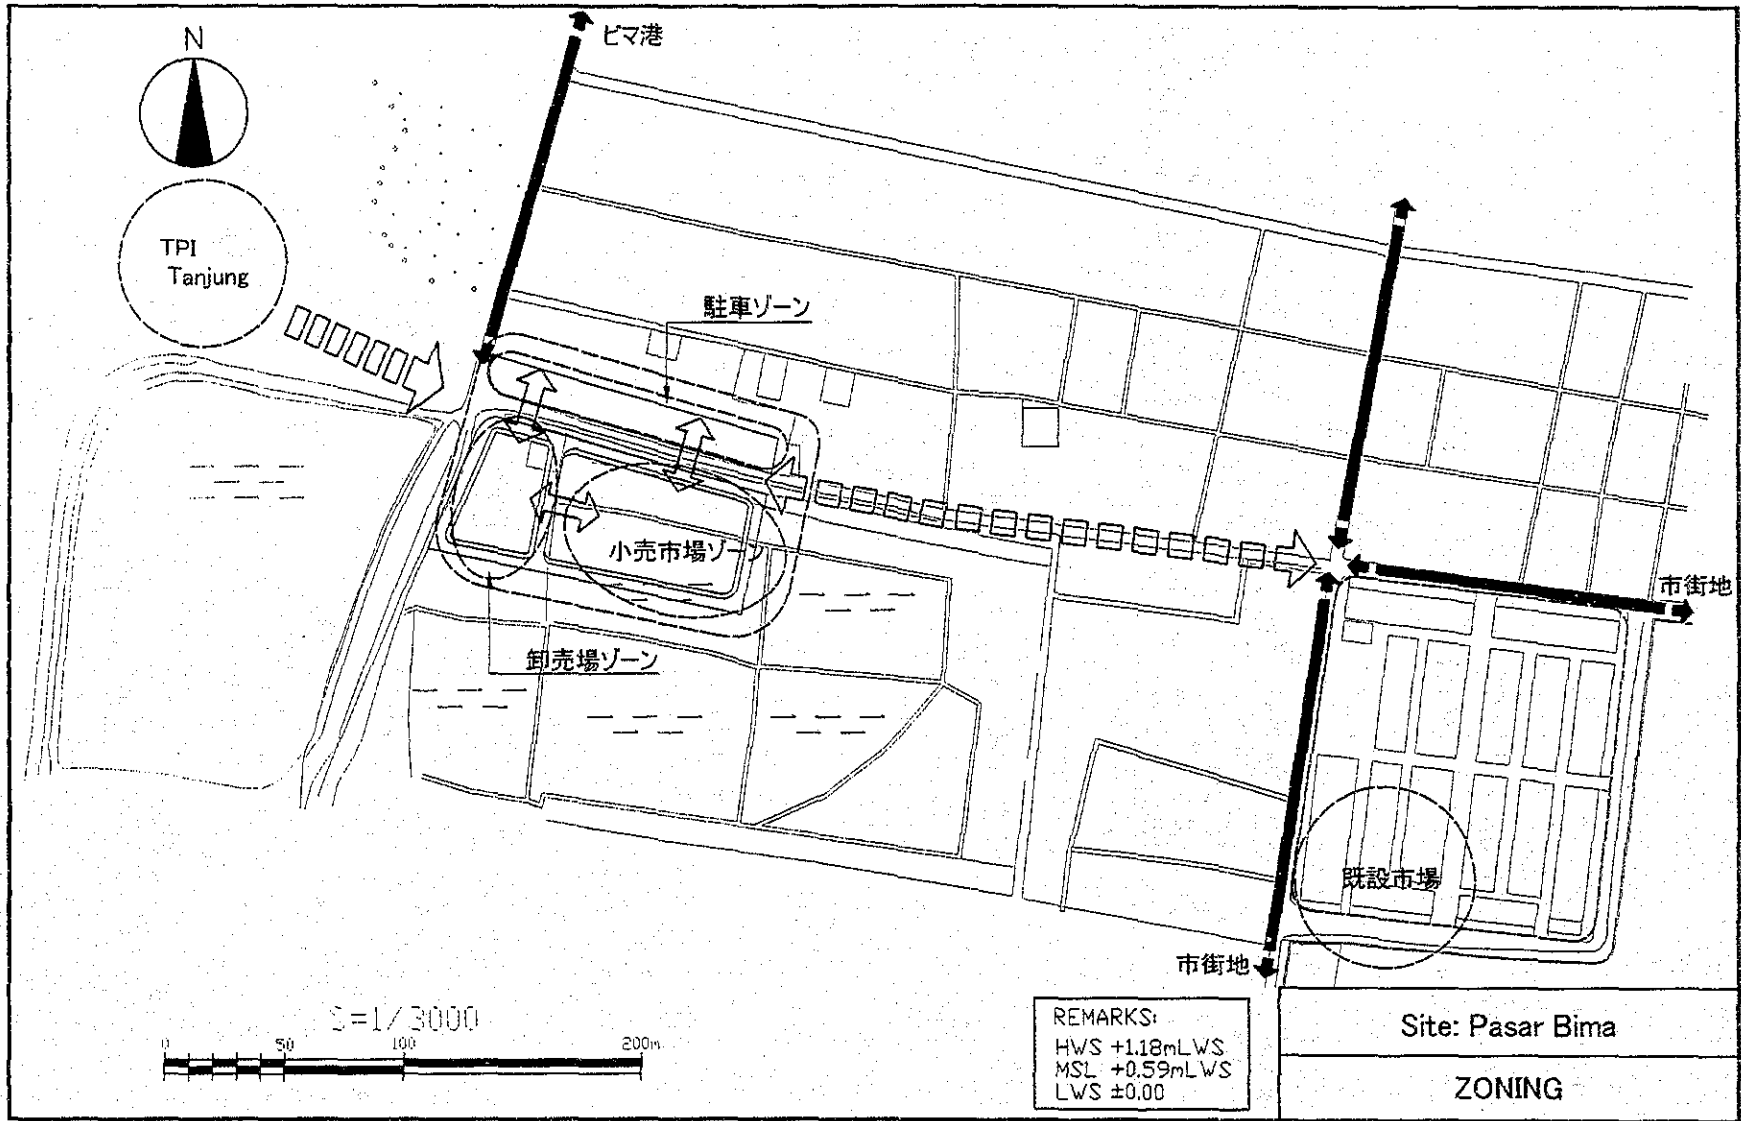 N
ビマ港
TPI
Tanjung
駐車ゾーン
小売市場ゾーン
卸売場ゾーン
市街地
既設市場
市街地
S=1/3000
0 50 100 200m
REMARKS:
HWS +1.18mLWS
MSL +0.59mLWS
LWS ±0.00
Site: Pasar Bima
ZONING